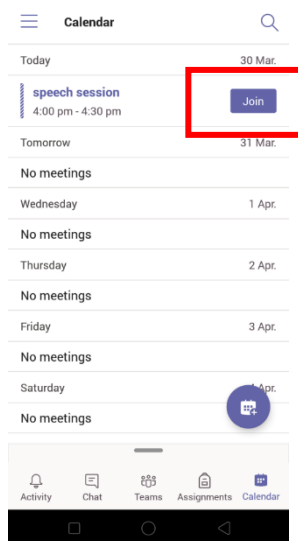 Calendar
Today 30 Mar.
speech session
4:00 pm - 4:30 pm
Join
Tomorrow 31 Mar.
No meetings
Wednesday 1 Apr.
No meetings
Thursday 2 Apr.
No meetings
Friday 3 Apr.
No meetings
Saturday Apr.
No meetings
Activity Chat Teams Assignments Calendar